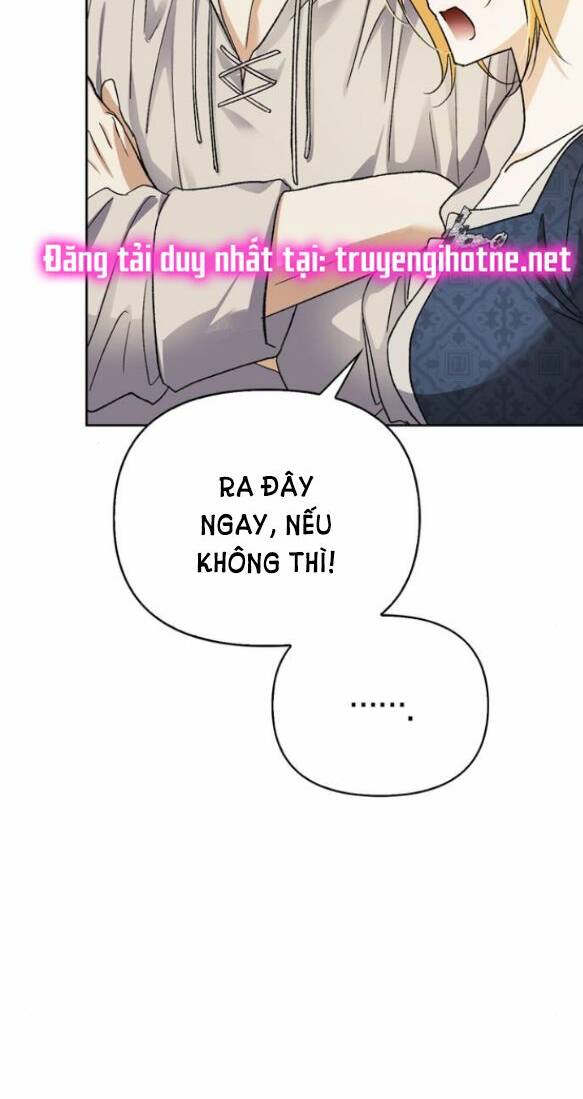 Đăng tải duy nhất tại: truyengihotne.net
RA ĐÂY
NGAY, NẾU
KHÔNG THÌ!
.......